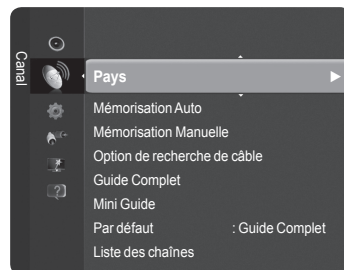 Canal
Pays
Mémorisation Auto
Mémorisation Manuelle
Option de recherche de câble
Guide Complet
Mini Guide
Par défaut : Guide Complet
Liste des chaînes